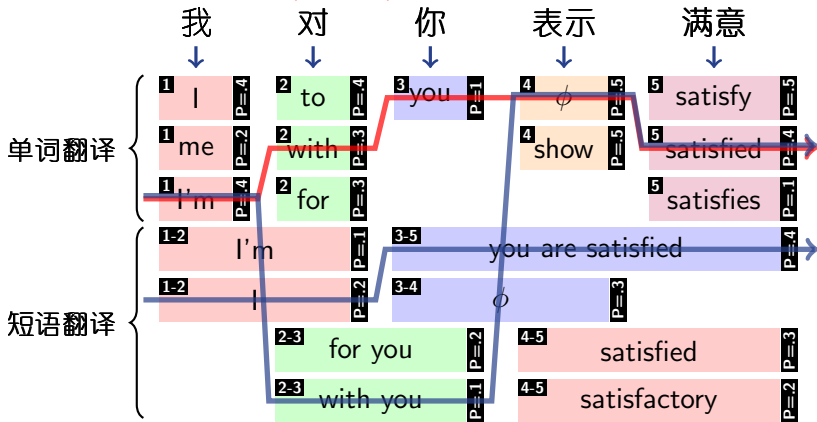 我 对 你 表示 满意
1 I P=.4 2 to P=.4 3 you P=1 4 ϕ P=.5 5 satisfy P=.5
单词翻译
1 me P=.2 2 with P=.3 4 show P=.5 5 satisfied P=.4
1 I'm P=.4 2 for P=.3 5 satisfies P=.1
1-2 I'm P=.1 3-5 you are satisfied P=.4
短语翻译
1-2 I P=.2 3-4 ϕ P=.3
2-3 for you P=.2 4-5 satisfied P=.3
2-3 with you P=.1 4-5 satisfactory P=.2